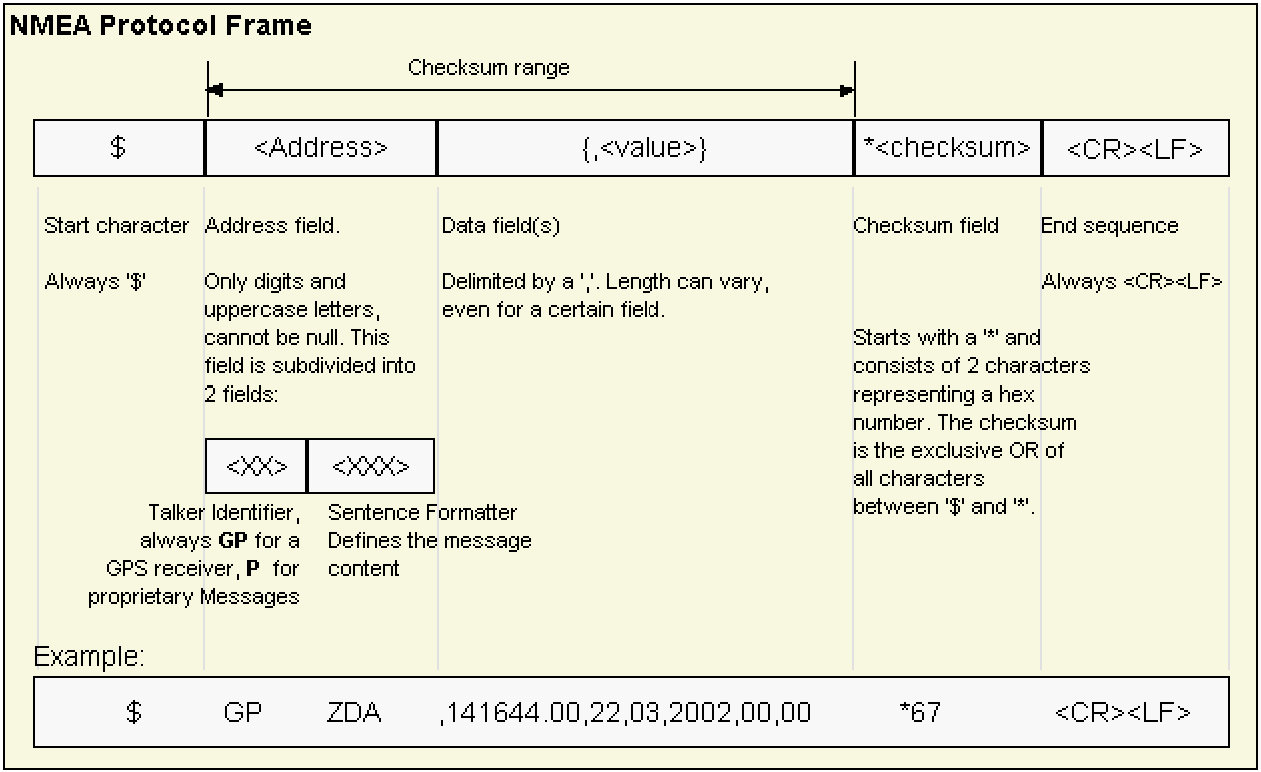 NMEA Protocol Frame
Checksum range
$ <Address> {,<value>} *<checksum> <CR><LF>
Start character
Always '$'
Address field.
Only digits and
uppercase letters,
cannot be null. This
field is subdivided into
2 fields:
<XX> <XXX>
Talker Identifier,
always GP for a
GPS receiver, P for
proprietary Messages
Sentence Formatter
Defines the message
content
Data field(s)
Delimited by a ','. Length can vary,
even for a certain field.
Checksum field
Starts with a '*' and
consists of 2 characters
representing a hex
number. The checksum
is the exclusive OR of
all characters
between '$' and '*'.
End sequence
Always <CR><LF>
Example:
$ GP ZDA ,141644.00,22,03,2002,00,00 *67 <CR><LF>